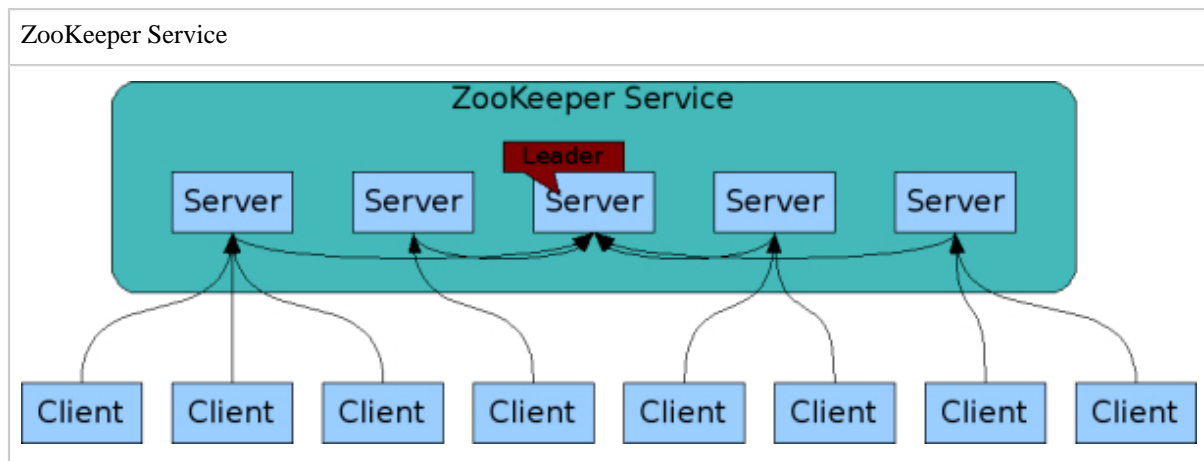 ZooKeeper Service
ZooKeeper Service
Leader
Server Server Server Server Server
Client Client Client Client Client Client Client Client